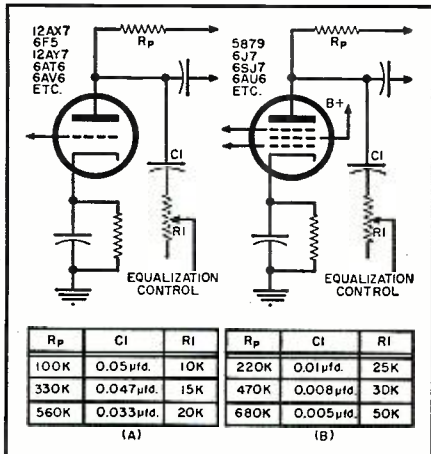 12AX7
6F5
12AY7
6AT6
6AV6
ETC.
Rp
5879
6J7
6SJ7
6AU6
ETC.
Rp
B+
C1
R1
EQUALIZATION
CONTROL
C1
R1
EQUALIZATION
CONTROL
Rp C1 R1
100K 0.05µfd. 10K
330K 0.047µfd. 15K
560K 0.033µfd. 20K
(A)
Rp C1 R1
220K 0.01µfd. 25K
470K 0.008µfd. 30K
680K 0.005µfd. 50K
(B)